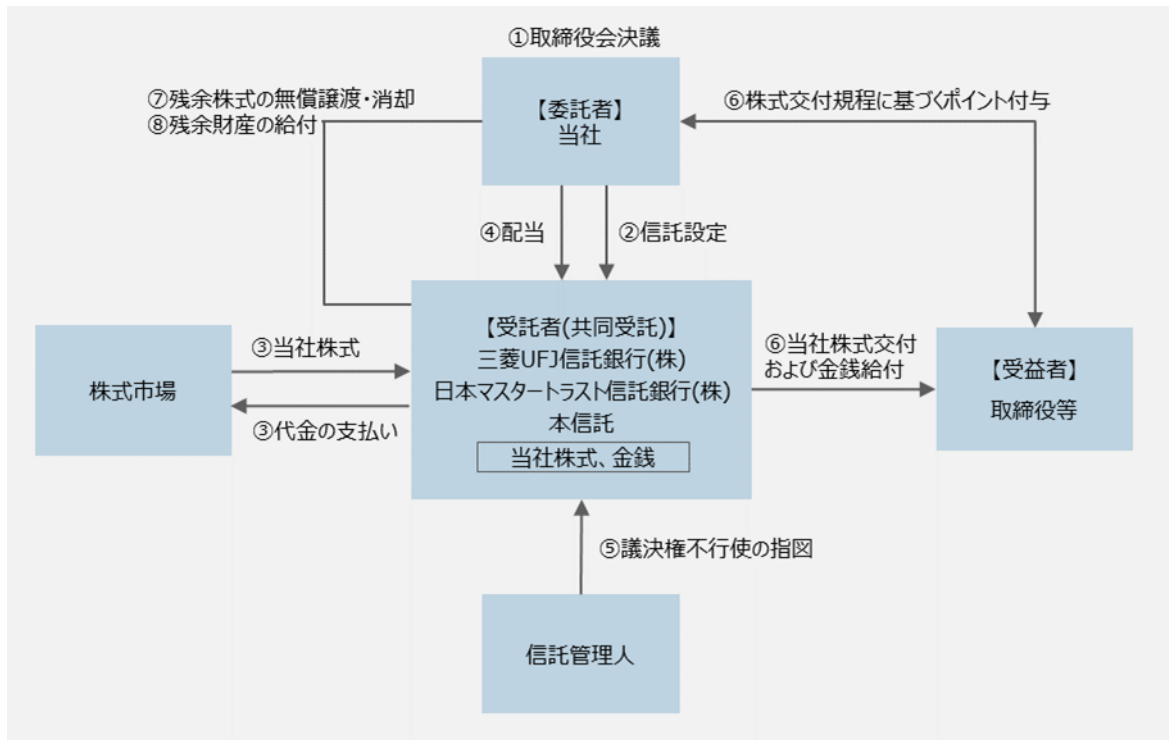 ①取締役会決議
⑦残余株式の無償譲渡・消却
⑧残余財産の給付
【委託者】
当社
⑥株式交付規程に基づくポイント付与
④配当
②信託設定
【受託者(共同受託)】
三菱UFJ信託銀行(株)
日本マスタートラスト信託銀行(株)
本信託
当社株式、金銭
株式市場
③当社株式
③代金の支払い
⑥当社株式交付
および金銭給付
【受益者】
取締役等
⑤議決権不行使の指図
信託管理人